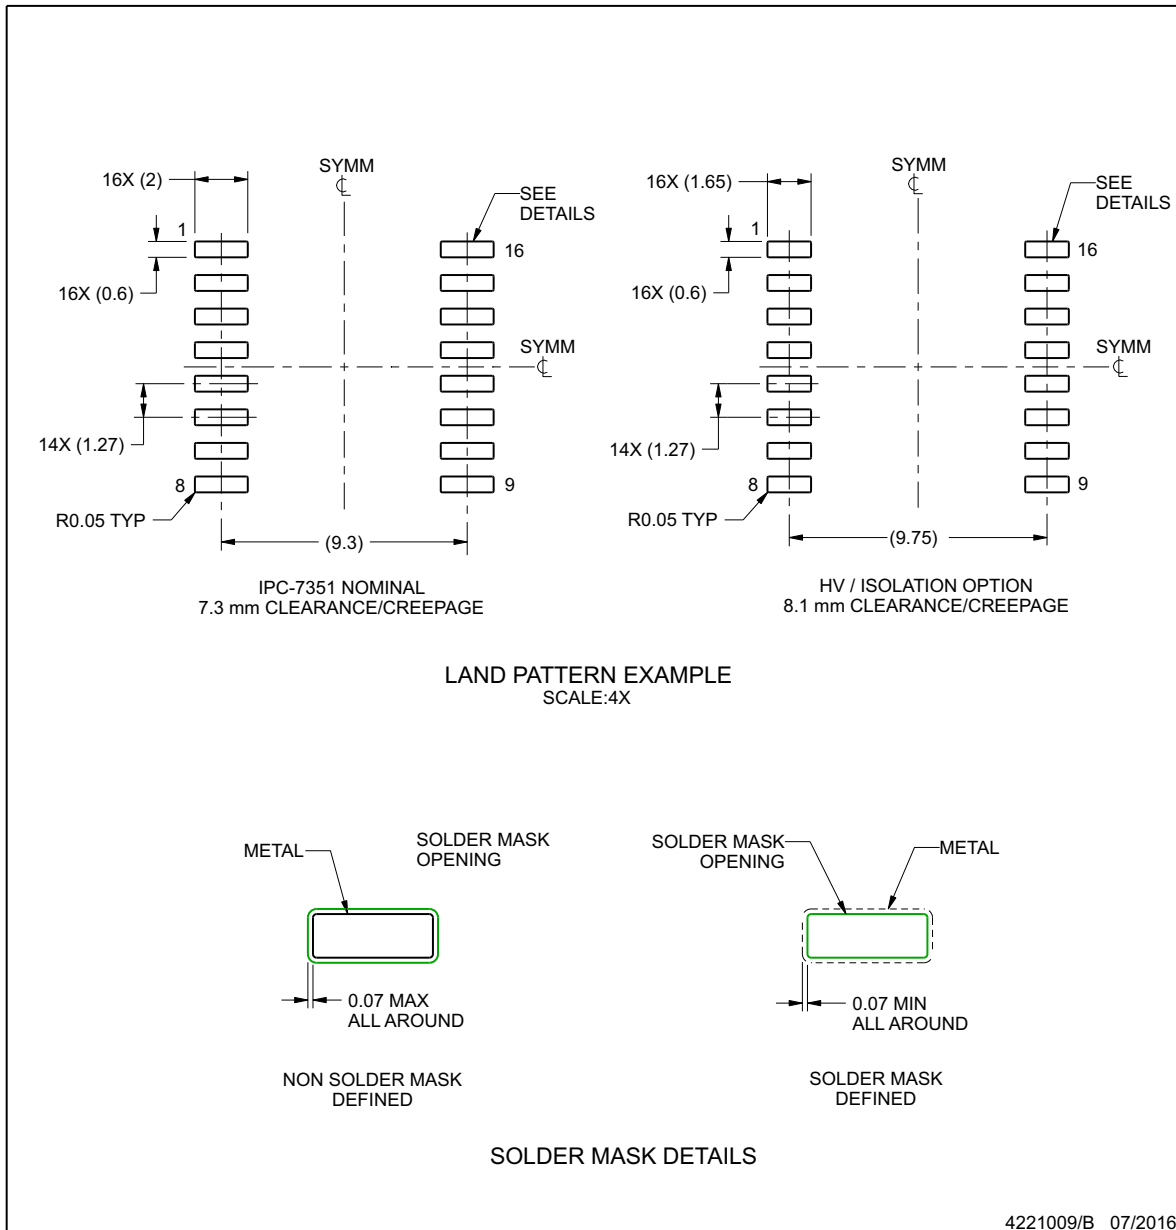 SYMM
16X (2)
SEE
DETAILS
1
16
16X (0.6)
SYMM
14X (1.27)
8
9
R0.05 TYP
(9.3)
IPC-7351 NOMINAL
7.3 mm CLEARANCE/CREEPAGE
SYMM
16X (1.65)
SEE
DETAILS
1
16
16X (0.6)
SYMM
14X (1.27)
8
9
R0.05 TYP
(9.75)
HV / ISOLATION OPTION
8.1 mm CLEARANCE/CREEPAGE
LAND PATTERN EXAMPLE
SCALE:4X
METAL
SOLDER MASK
OPENING
0.07 MAX
ALL AROUND
NON SOLDER MASK
DEFINED
SOLDER MASK
OPENING
METAL
0.07 MIN
ALL AROUND
SOLDER MASK
DEFINED
SOLDER MASK DETAILS
4221009/B 07/2016